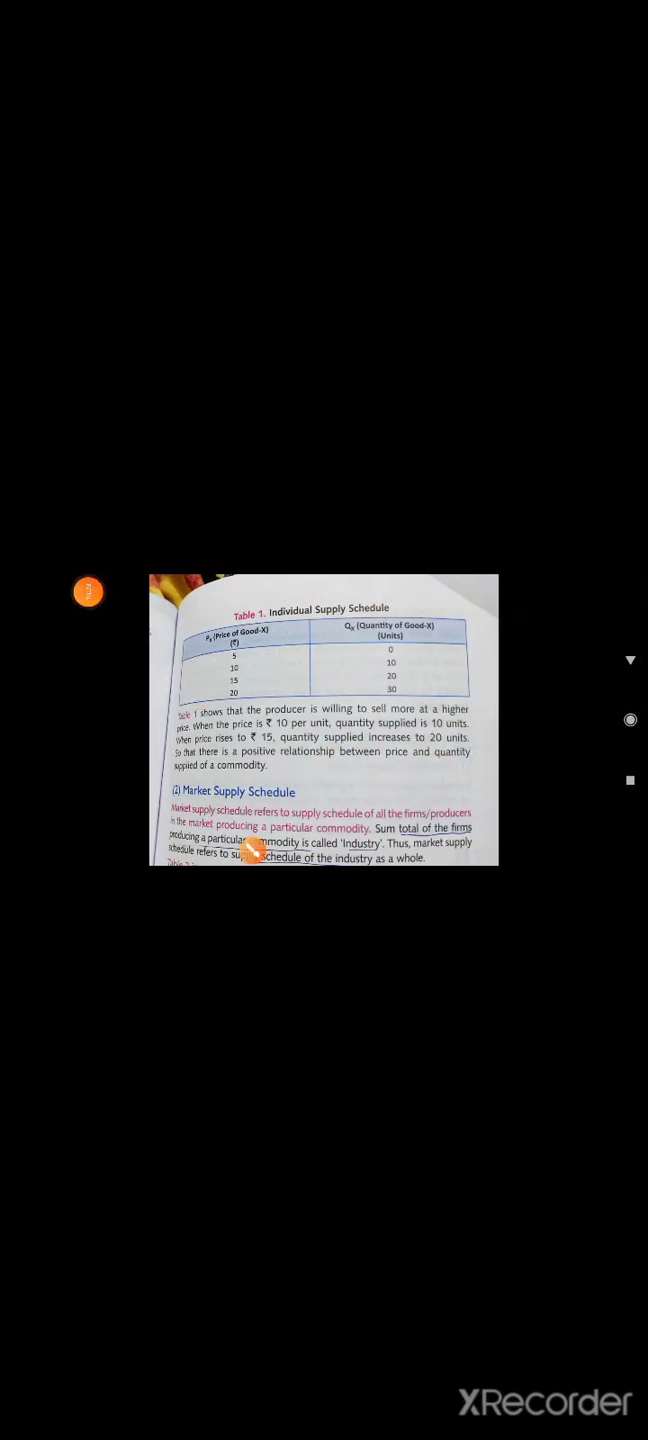 Table 1. Individual Supply Schedule
Px (Price of Good-X) Qx (Quantity of Good-X)
(₹) (Units)
5 0
10 10
15 20
20 30
Table 1 shows that the producer is willing to sell more at a higher
price. When the price is ₹ 10 per unit, quantity supplied is 10 units.
When price rises to ₹ 15, quantity supplied increases to 20 units.
So that there is a positive relationship between price and quantity
supplied of a commodity.
(2) Market Supply Schedule
Market supply schedule refers to supply schedule of all the firms/producers
in the market producing a particular commodity. Sum total of the firms
producing a particular commodity is called 'Industry'. Thus, market supply
schedule refers to schedule of the industry as a whole.
XRecorder